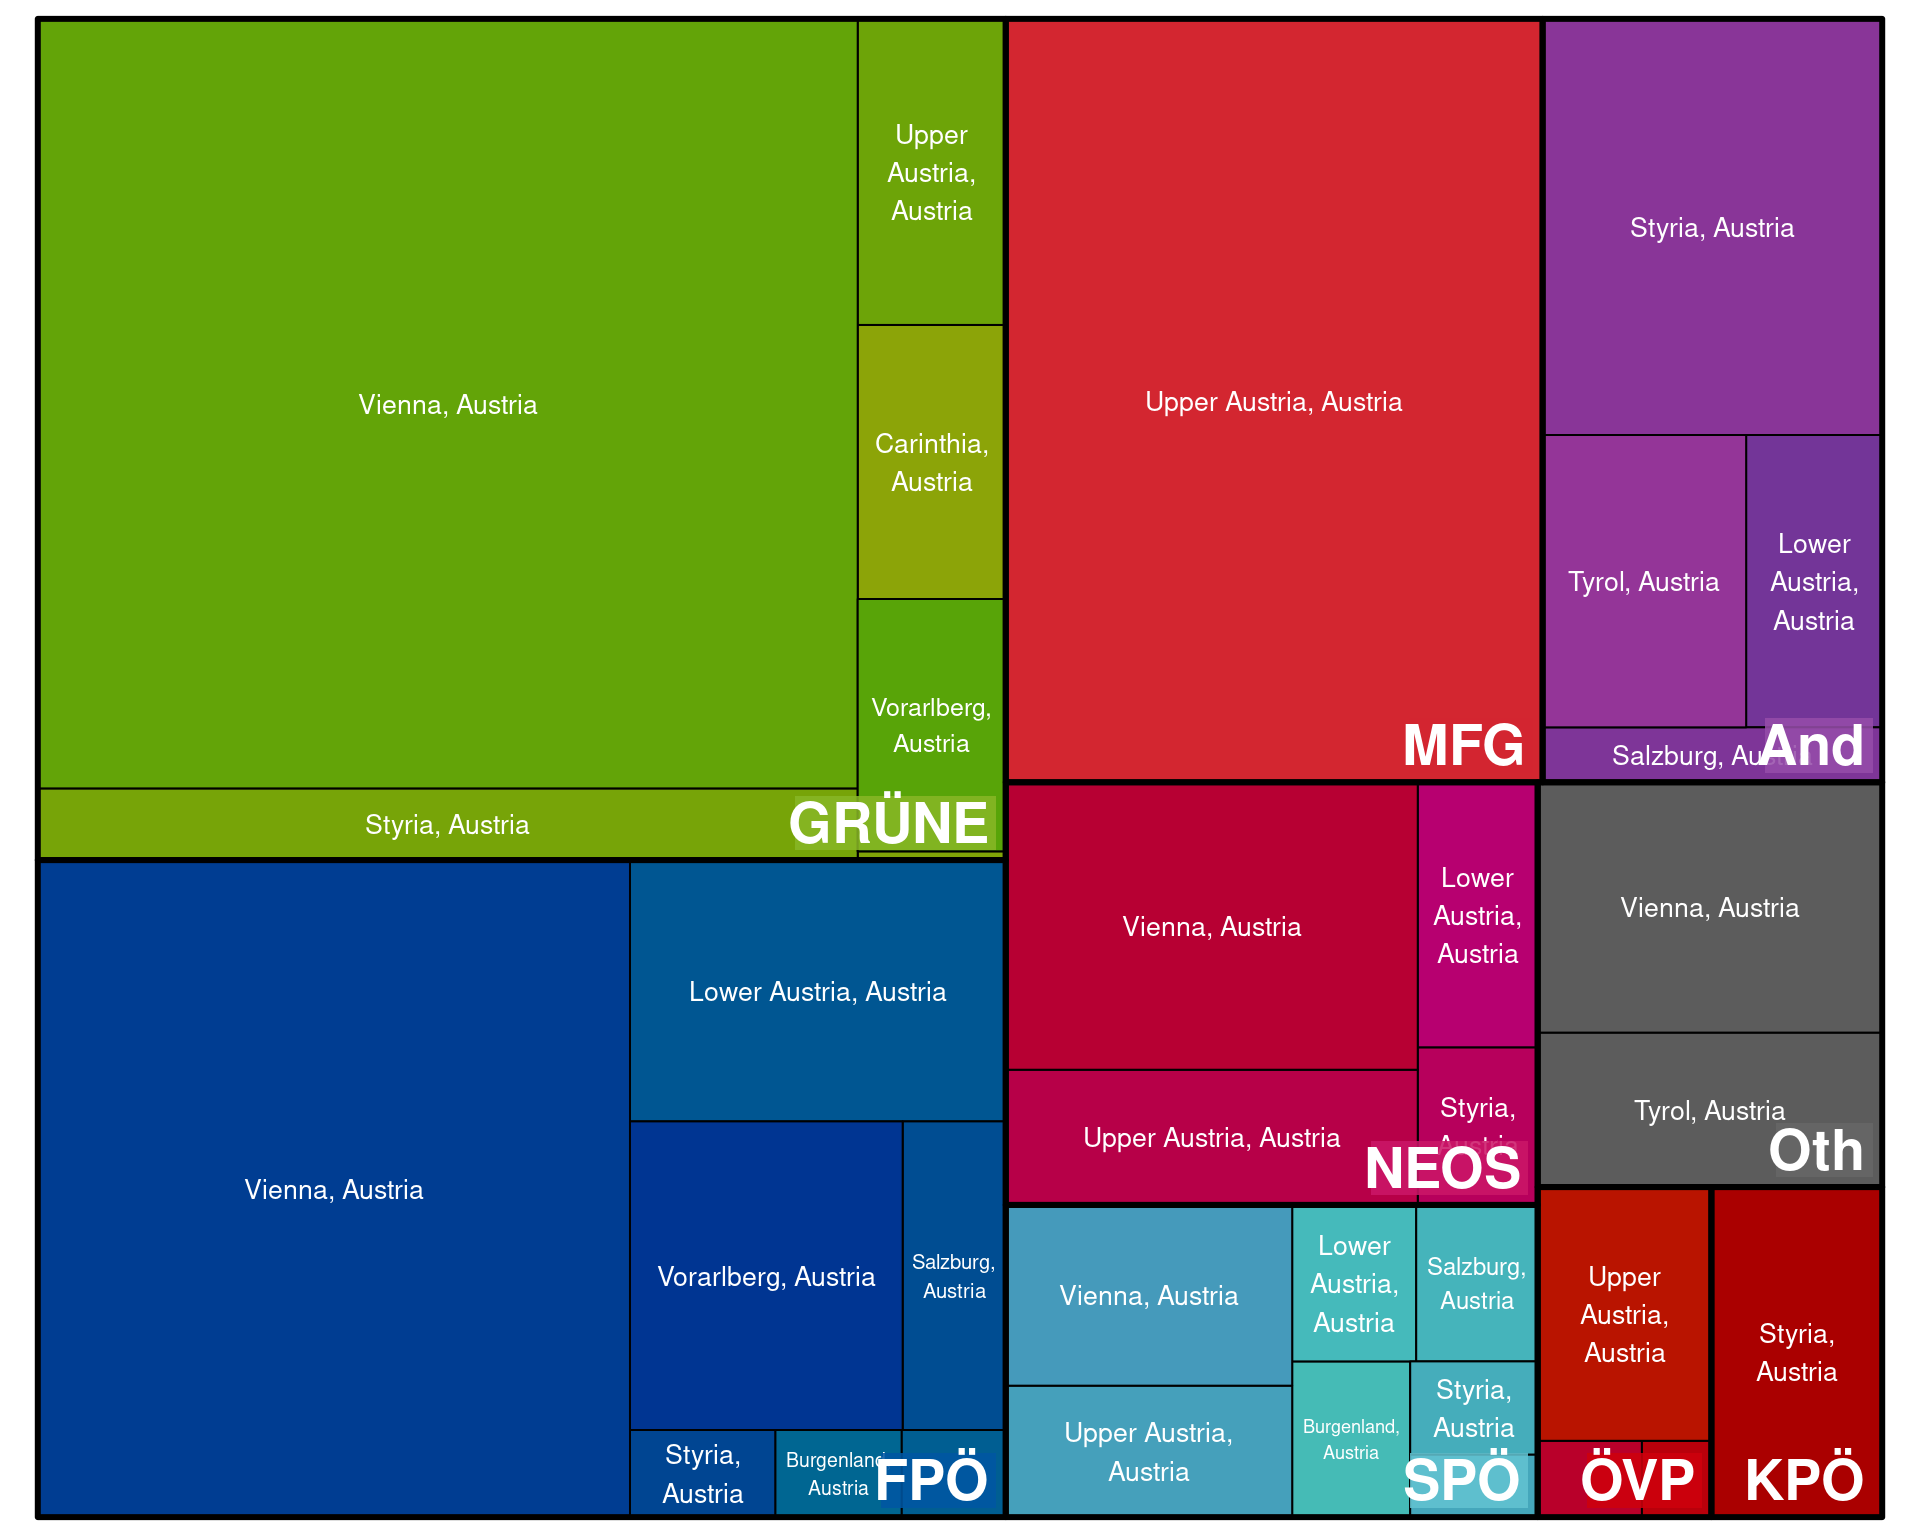 Vienna, Austria
Upper
Austria,
Austria
Carinthia,
Austria
Vorarlberg,
Austria
Styria, Austria
GRÜNE
Upper Austria, Austria
MFG
Styria, Austria
Tyrol, Austria
Lower
Austria,
Austria
Salzburg, Austria
And
Vienna, Austria
Lower Austria, Austria
Vorarlberg, Austria
Salzburg,
Austria
Styria,
Austria
Burgenland,
Austria
FPÖ
Vienna, Austria
Lower
Austria,
Austria
Upper Austria, Austria
Styria,
Austria
NEOS
Vienna, Austria
Tyrol, Austria
Oth
Vienna, Austria
Lower
Austria,
Austria
Salzburg,
Austria
Upper Austria,
Austria
Burgenland,
Austria
Styria,
Austria
SPÖ
Upper
Austria,
Austria
ÖVP
Styria,
Austria
KPÖ